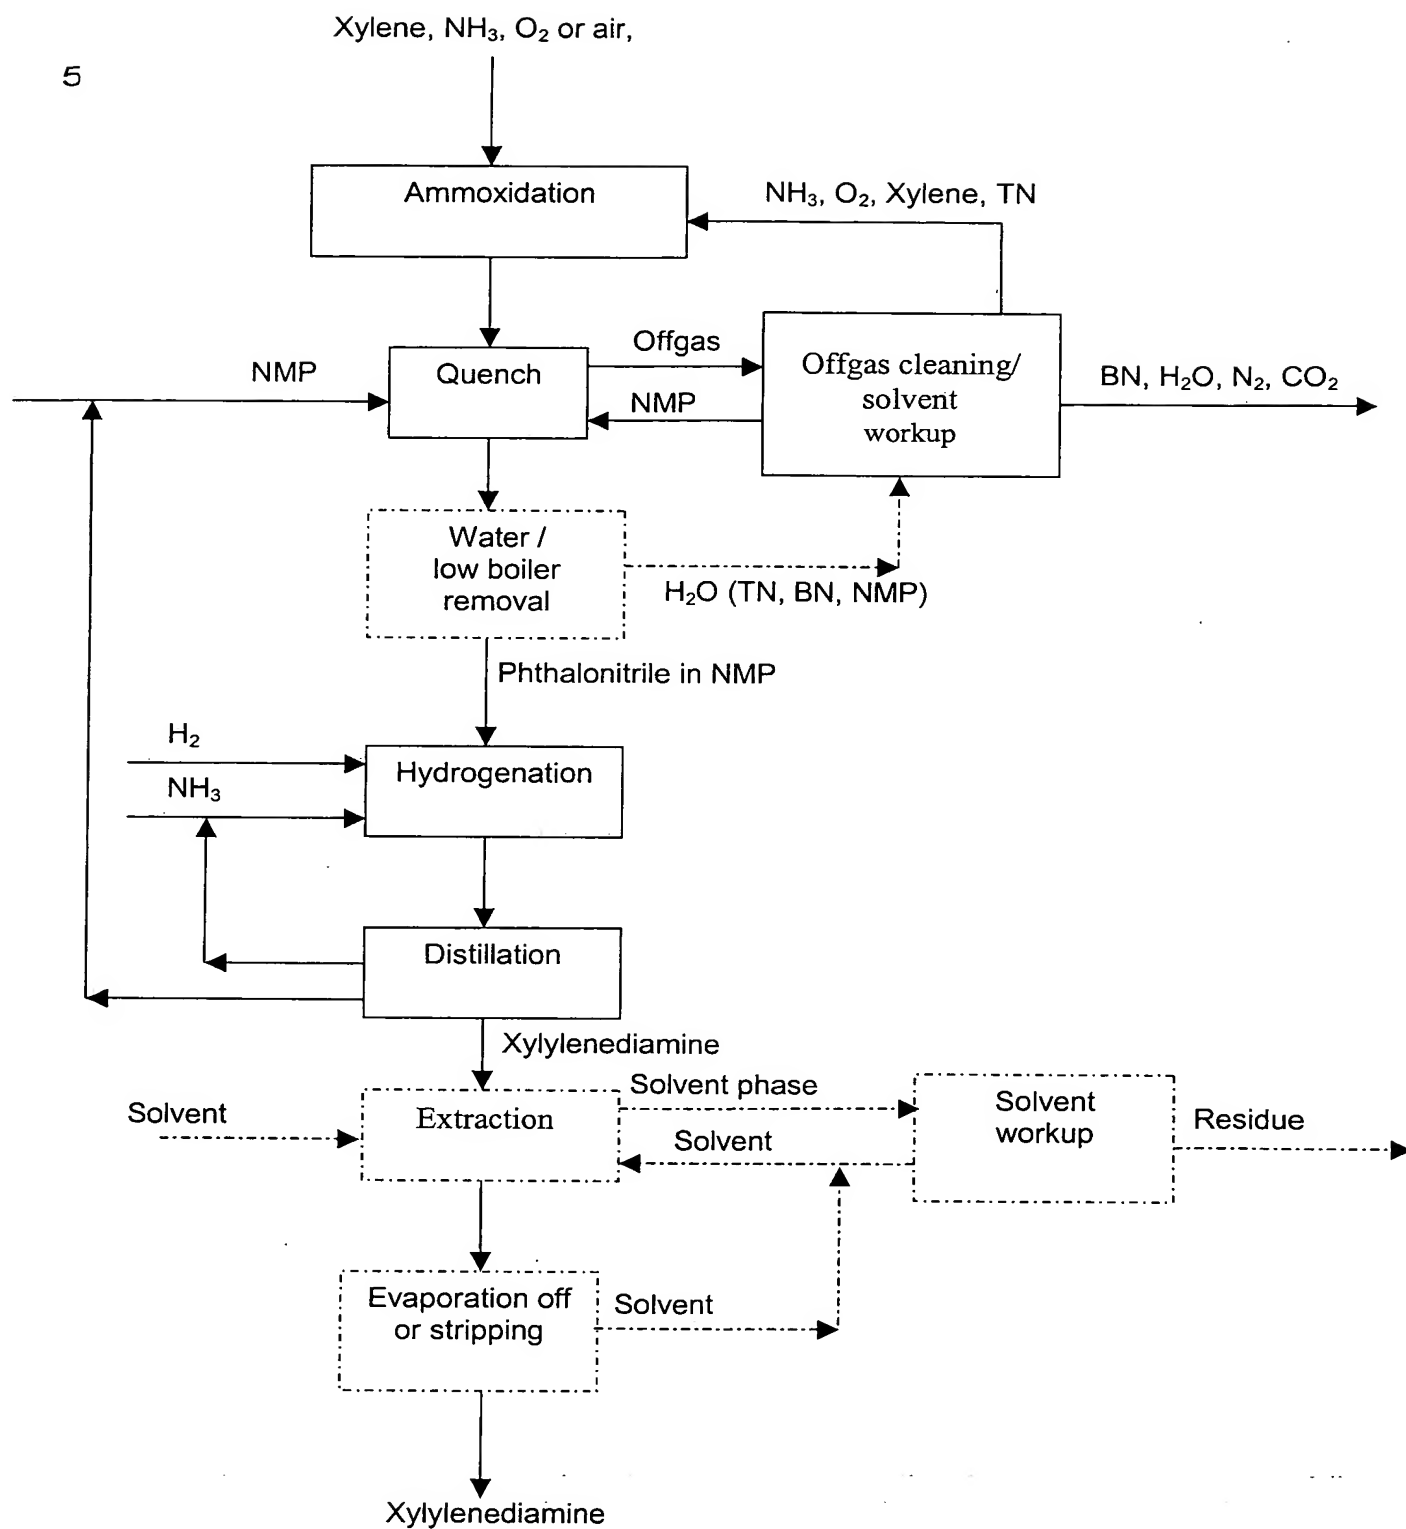 Xylene, NH₃, O₂ or air,
5
Ammoxidation
NH₃, O₂, Xylene, TN
NMP
Quench
Offgas
NMP
Offgas cleaning/
solvent
workup
BN, H₂O, N₂, CO₂
Water /
low boiler
removal
H₂O (TN, BN, NMP)
Phthalonitrile in NMP
H₂
NH₃
Hydrogenation
Distillation
Xylylenediamine
Solvent
Extraction
Solvent phase
Solvent
Solvent
workup
Residue
Evaporation off
or stripping
Solvent
Xylylenediamine